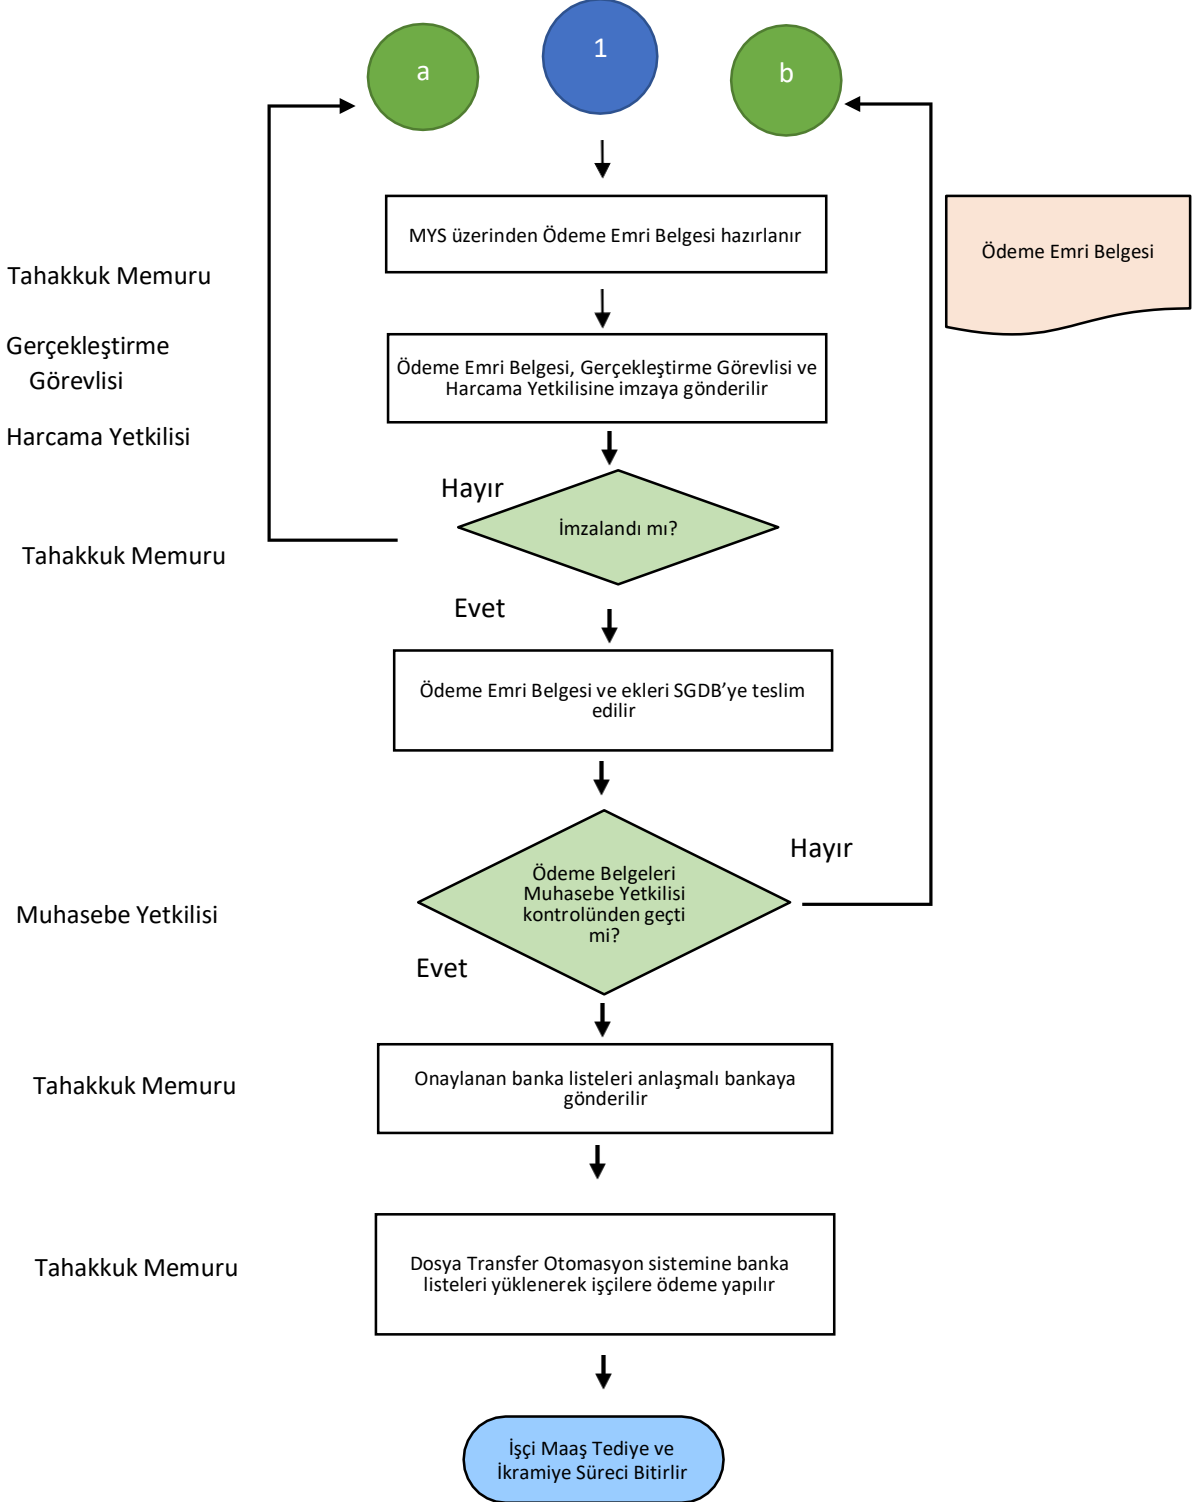 a
1
b
MYS üzerinden Ödeme Emri Belgesi hazırlanır
Ödeme Emri Belgesi
Tahakkuk Memuru
Gerçekleştirme
Görevlisi
Ödeme Emri Belgesi, Gerçekleştirme Görevlisi ve
Harcama Yetkilisine imzaya gönderilir
Harcama Yetkilisi
Hayır
İmzalandı mı?
Tahakkuk Memuru
Evet
Ödeme Emri Belgesi ve ekleri SGDB’ye teslim
edilir
Hayır
Ödeme Belgeleri
Muhasebe Yetkilisi
kontrolünden geçti
mi?
Muhasebe Yetkilisi
Evet
Tahakkuk Memuru
Onaylanan banka listeleri anlaşmalı bankaya
gönderilir
Tahakkuk Memuru
Dosya Transfer Otomasyon sistemine banka
listeleri yüklenerek işçilere ödeme yapılır
İşçi Maaş Tediye ve
İkramiye Süreci Bitirlir